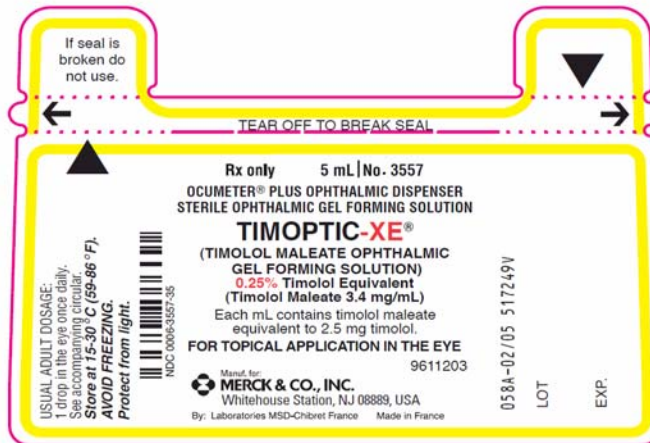 If seal is
broken do
not use.
TEAR OFF TO BREAK SEAL
Rx only 5 mL | No. 3557
OCUMETER® PLUS OPHTHALMIC DISPENSER
STERILE OPHTHALMIC GEL FORMING SOLUTION
TIMOPTIC-XE®
(TIMOLOL MALEATE OPHTHALMIC
GEL FORMING SOLUTION)
0.25% Timolol Equivalent
(Timolol Maleate 3.4 mg/mL)
Each mL contains timolol maleate
equivalent to 2.5 mg timolol.
FOR TOPICAL APPLICATION IN THE EYE
9611203
Manuf. for:
MERCK & CO., INC.
Whitehouse Station, NJ 08889, USA
By: Laboratories MSD-Chibret France Made in France
USUAL ADULT DOSAGE:
1 drop in the eye once daily.
See accompanying circular.
Store at 15-30°C (59-86°F).
AVOID FREEZING.
Protect from light.
NDC 0006-3557-35
058A-02/05 517249V
LOT
EXP.